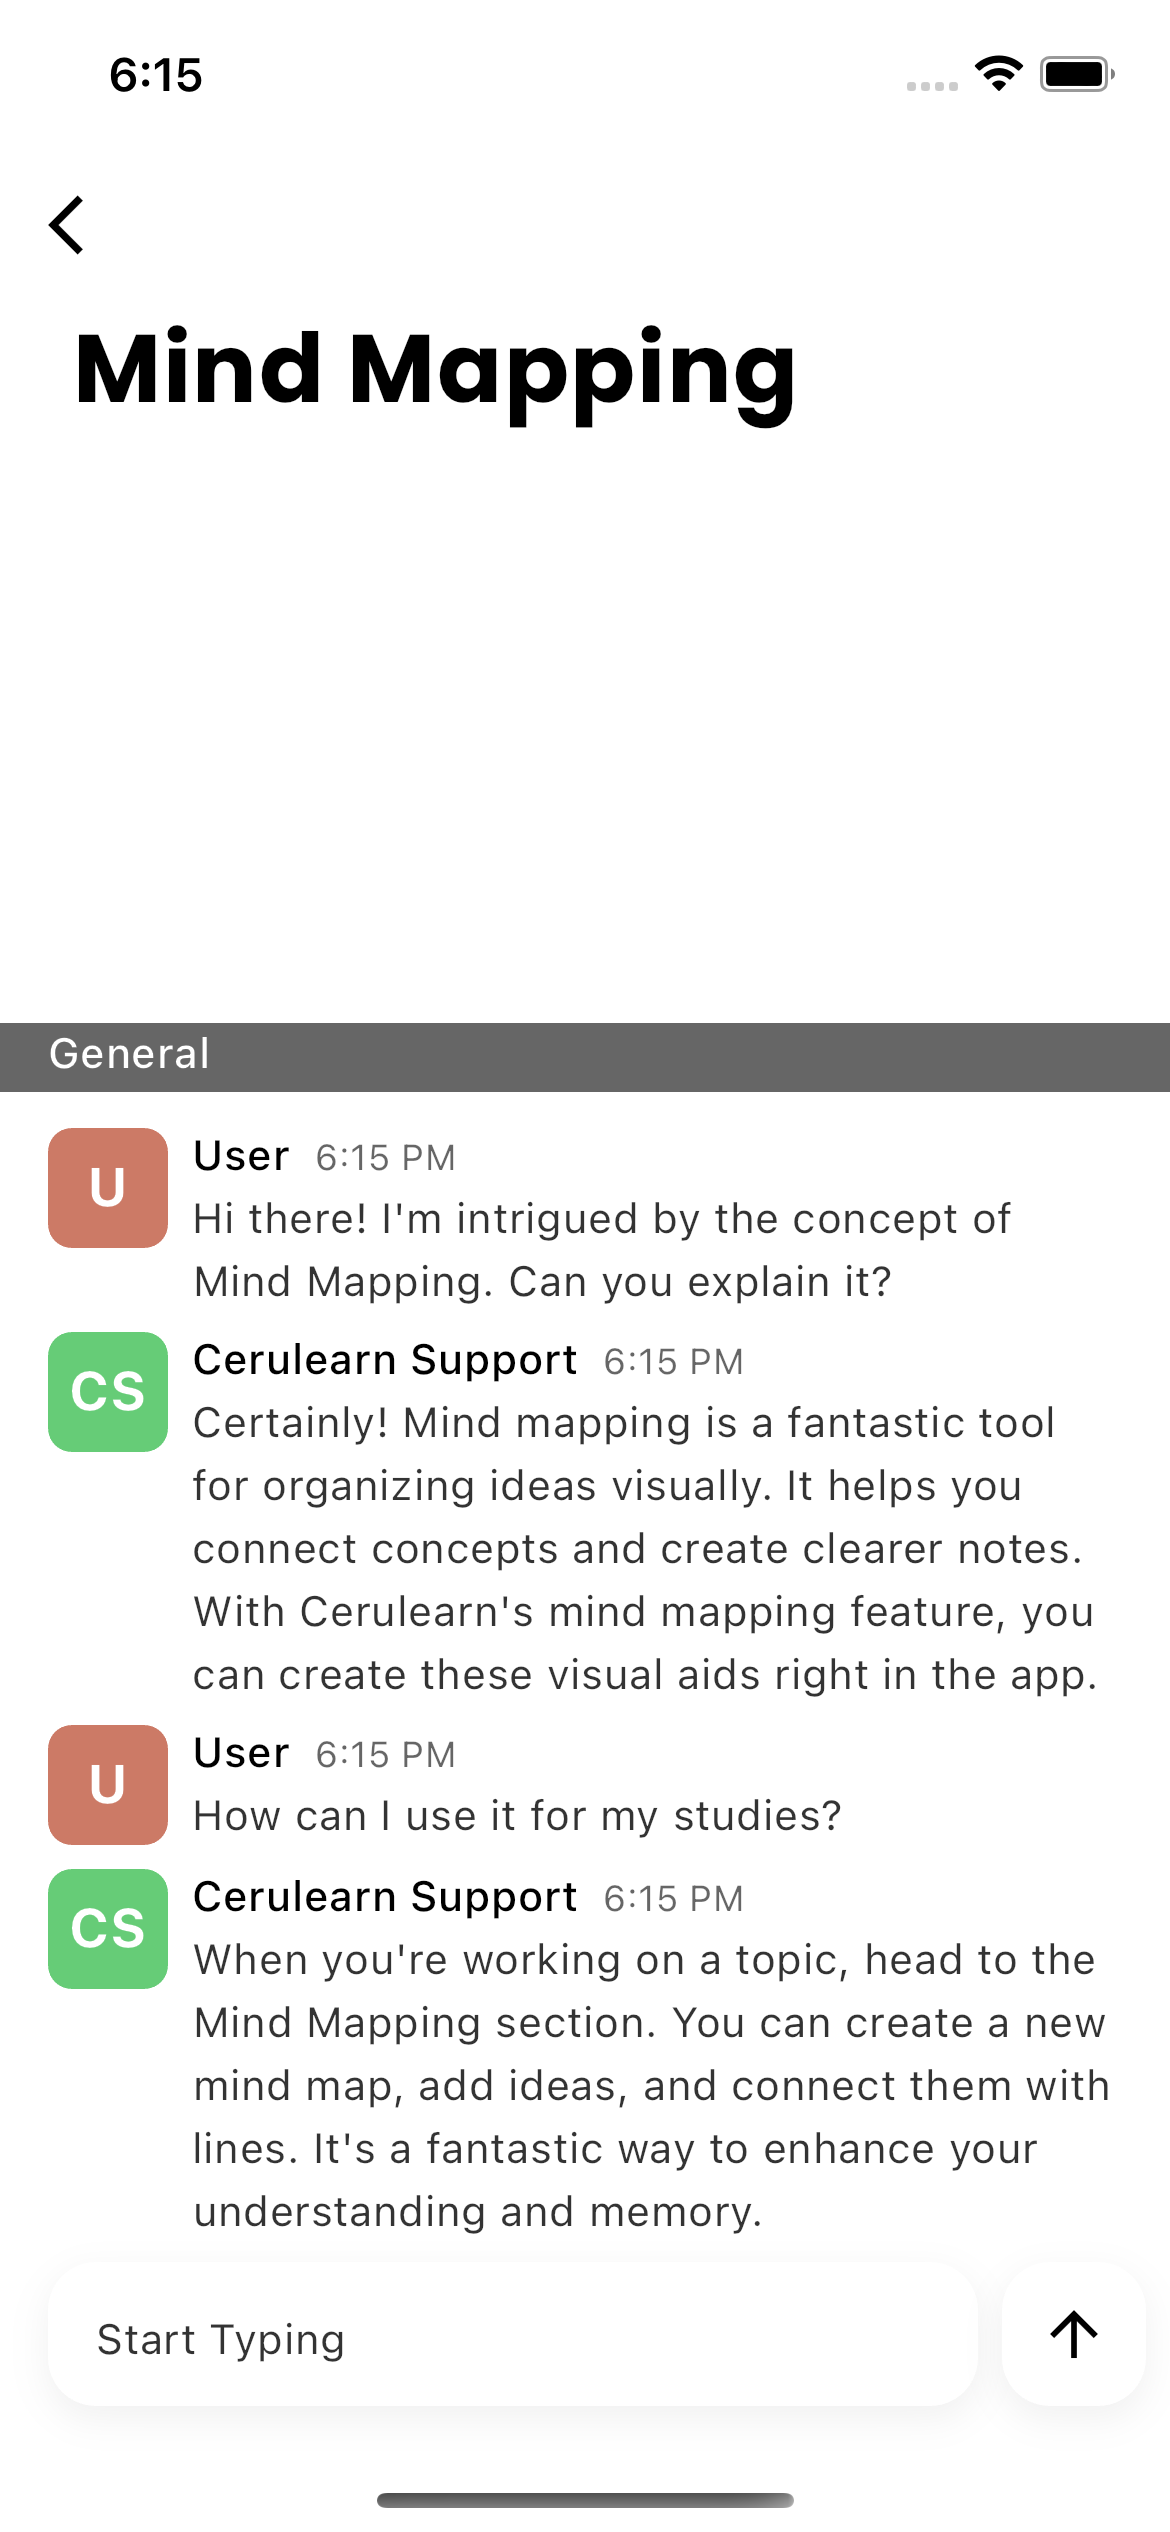 6:15
Mind Mapping
General
U
User 6:15 PM
Hi there! I'm intrigued by the concept of
Mind Mapping. Can you explain it?
CS
Cerulearn Support 6:15 PM
Certainly! Mind mapping is a fantastic tool
for organizing ideas visually. It helps you
connect concepts and create clearer notes.
With Cerulearn's mind mapping feature, you
can create these visual aids right in the app.
U
User 6:15 PM
How can I use it for my studies?
CS
Cerulearn Support 6:15 PM
When you're working on a topic, head to the
Mind Mapping section. You can create a new
mind map, add ideas, and connect them with
lines. It's a fantastic way to enhance your
understanding and memory.
Start Typing